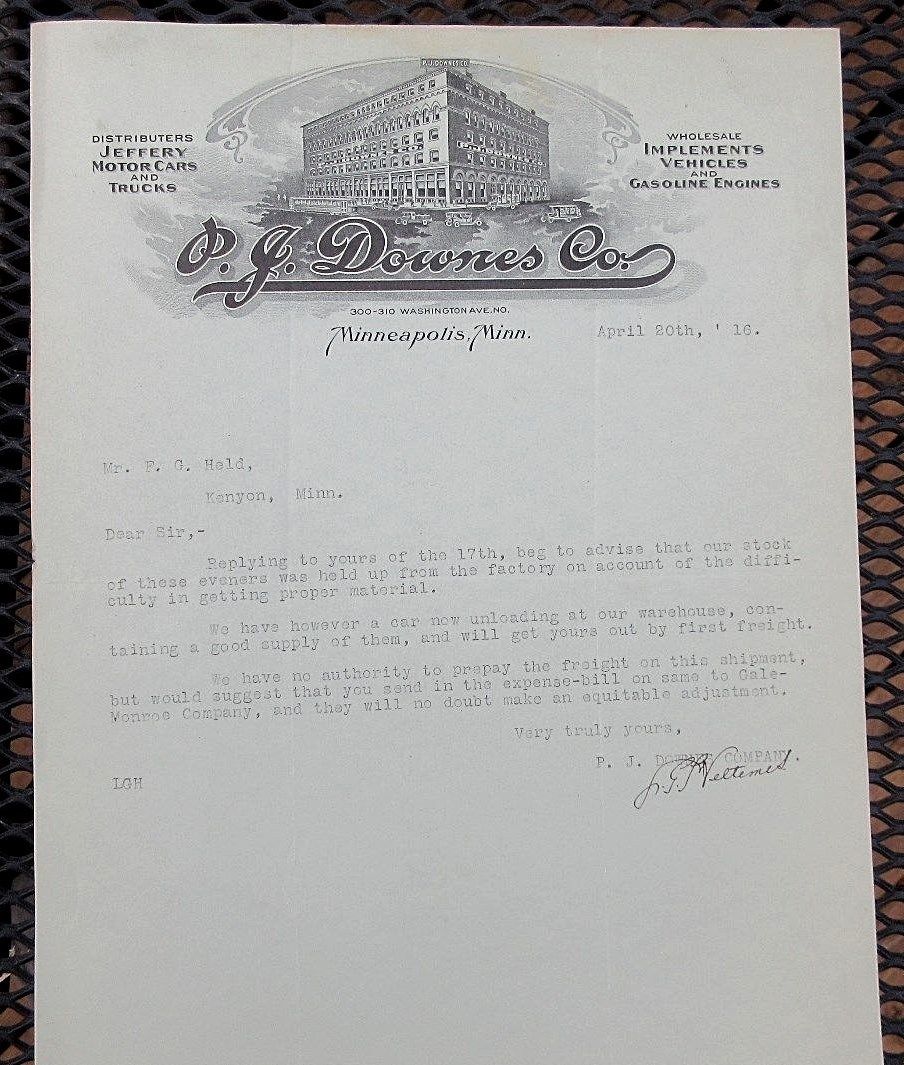 P. J. DOWNES CO.
DISTRIBUTERS
JEFFERY
MOTOR CARS
AND
TRUCKS
WHOLESALE
IMPLEMENTS
VEHICLES
AND
GASOLINE ENGINES
P. J. Downes Co.
300-310 WASHINGTON AVE. NO.
Minneapolis, Minn.
April 20th, ' 16.
Mr. F. G. Held,
Kenyon, Minn.
Dear Sir,-
Replying to yours of the 17th, beg to advise that our stock
of these eveners was held up from the factory on account of the diffi-
culty in getting proper material.
We have however a car now unloading at our warehouse, con-
taining a good supply of them, and will get yours out by first freight.
We have no authority to prepay the freight on this shipment,
but would suggest that you send in the expense-bill on same to Gale-
Monroe Company, and they will no doubt make an equitable adjustment.
Very truly yours,
P. J. DOWNES COMPANY.
LGH